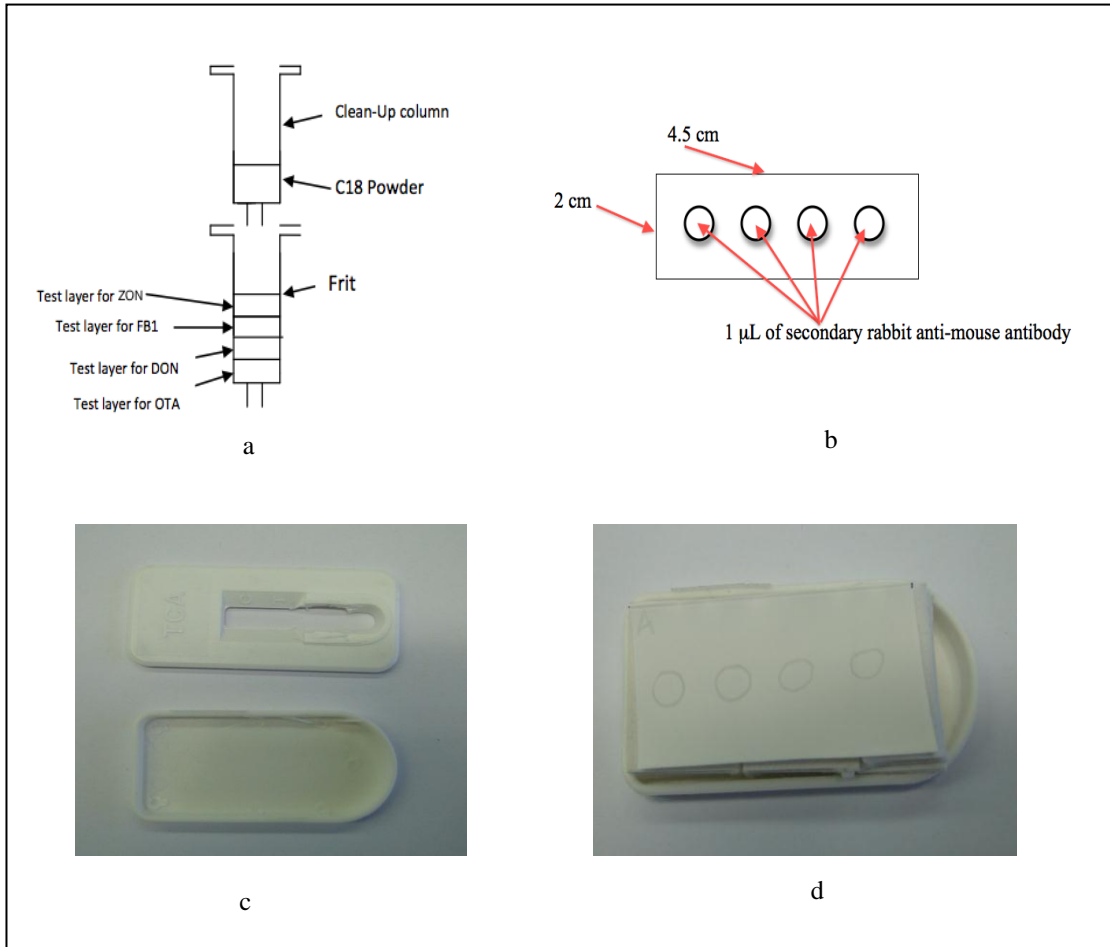 Clean-Up column
C18 Powder
Frit
Test layer for ZON
Test layer for FB1
Test layer for DON
Test layer for OTA
a
4.5 cm
2 cm
1 μL of secondary rabbit anti-mouse antibody
b
TCA
c
A
d